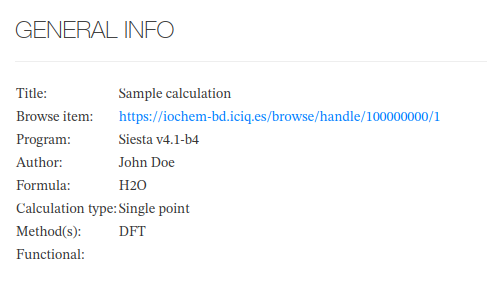 GENERAL INFO
Title: Sample calculation
Browse item: https://iochem-bd.iciq.es/browse/handle/100000000/1
Program: Siesta v4.1-b4
Author: John Doe
Formula: H2O
Calculation type: Single point
Method(s): DFT
Functional: